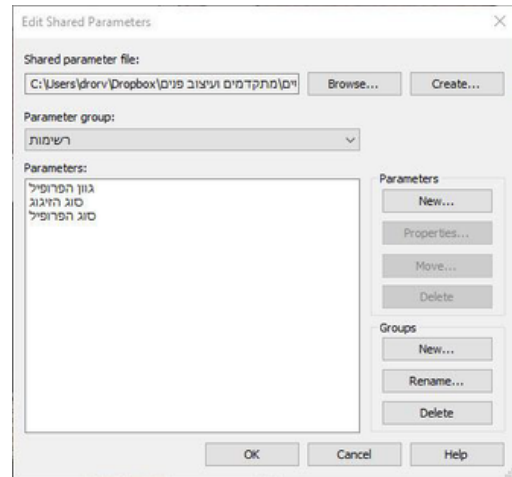 Edit Shared Parameters
Shared parameter file:
C:\Users\drorv\Dropbox\וים\מתקדמים ועיצוב פנים
Browse...
Create...
Parameter group:
רשימות
Parameters:
גוון הפרופיל
סוג הזיגוג
סוג הפרופיל
Parameters
New...
Properties...
Move...
Delete
Groups
New...
Rename...
Delete
OK
Cancel
Help